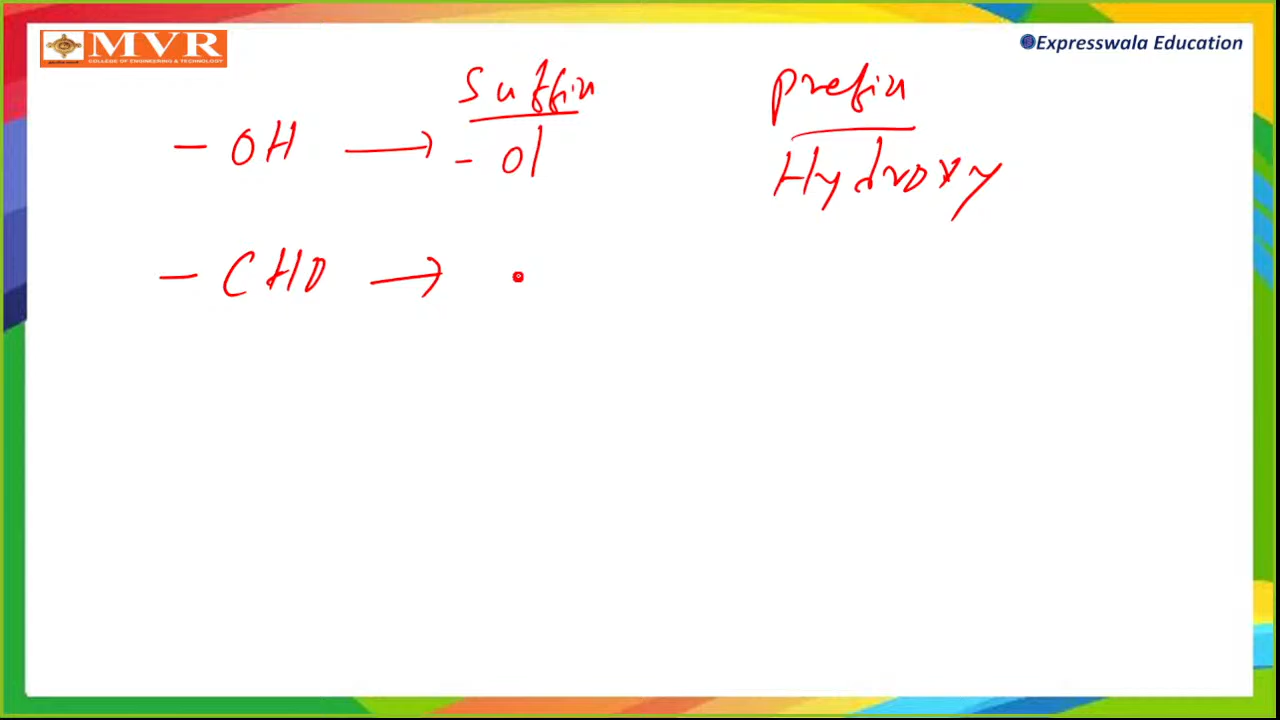 MVR
COLLEGE OF ENGINEERING & TECHNOLOGY
Expresswala Education
Suffix Prefix
- OH → - ol Hydroxy
- CHO →